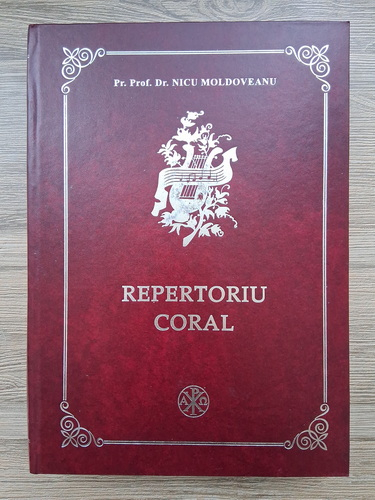 Pr. Prof. Dr. NICU MOLDOVEANU
REPERTORIU
CORAL
Α Ρ Ω